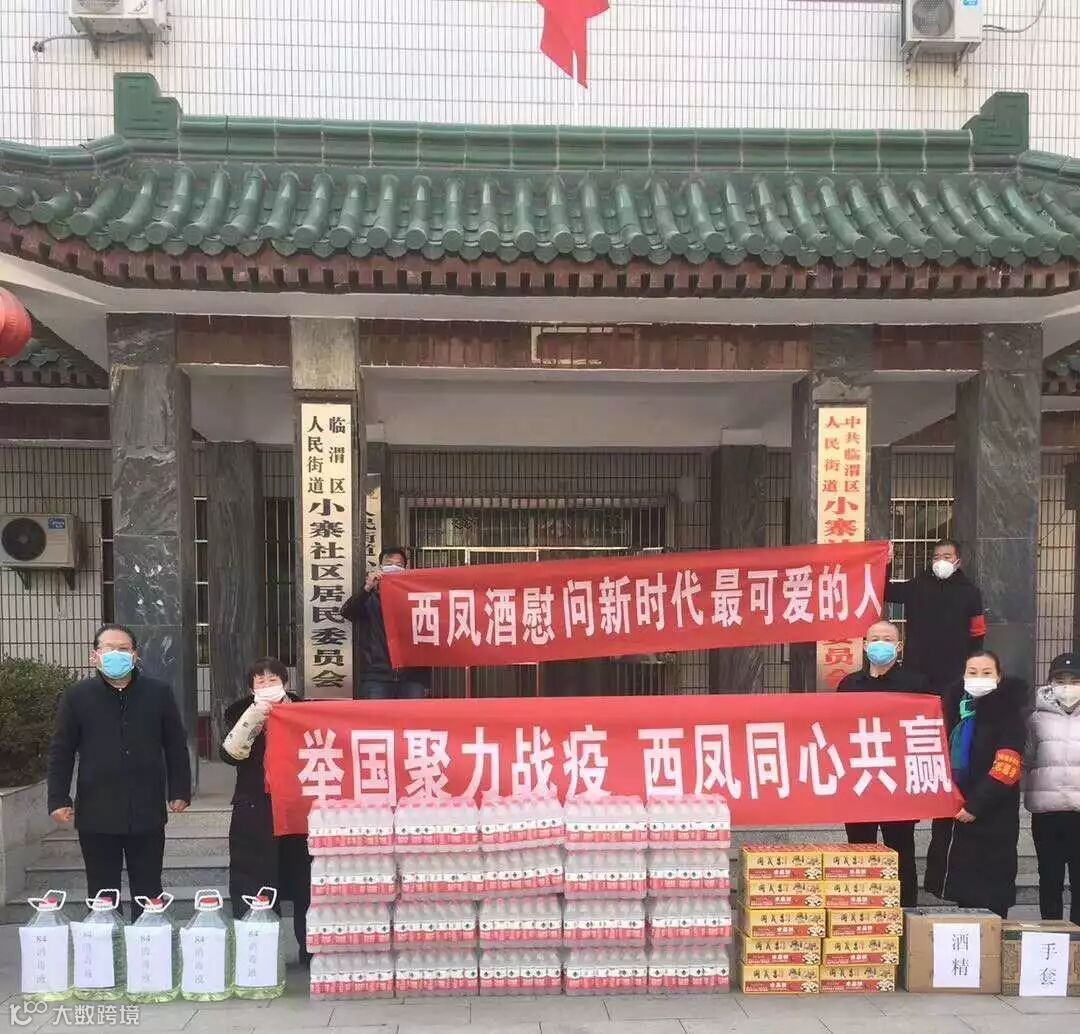 临渭区
人民街道
小寨社区居民委员会
中共临渭区
人民街道
小寨社
员会
西凤酒慰问新时代最可爱的人
举国聚力战疫 西凤同心共赢
84消毒液
84消毒液
84消毒液
84消毒液
84消毒液
酒精
手套
大数跨境